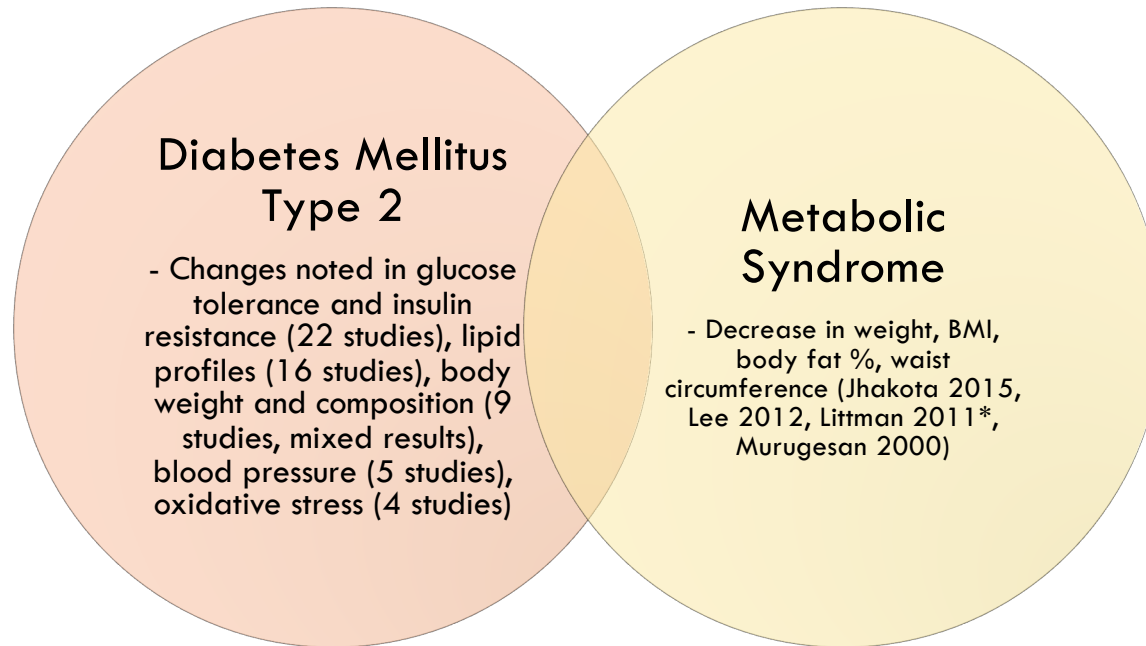 Diabetes Mellitus
Type 2
- Changes noted in glucose
tolerance and insulin
resistance (22 studies), lipid
profiles (16 studies), body
weight and composition (9
studies, mixed results),
blood pressure (5 studies),
oxidative stress (4 studies)
Metabolic
Syndrome
- Decrease in weight, BMI,
body fat %, waist
circumference (Jhakota 2015,
Lee 2012, Littman 2011*,
Murugesan 2000)